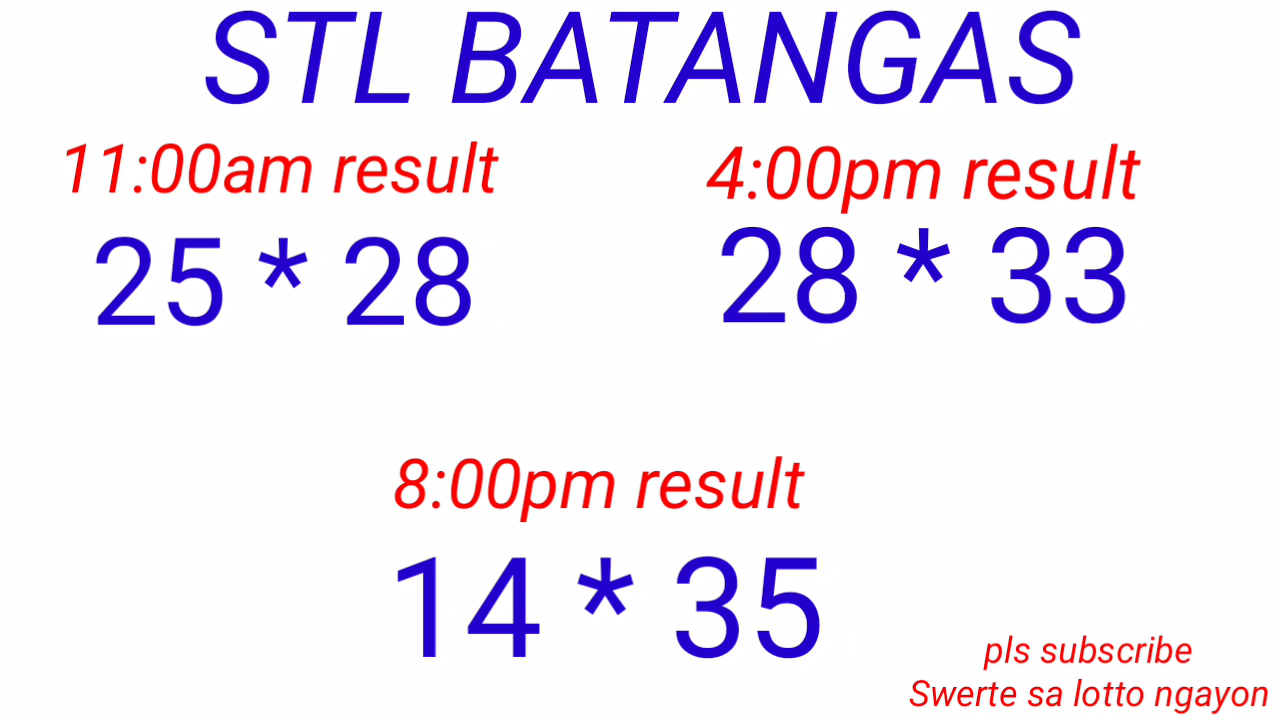 STL BATANGAS
11:00am result
25 * 28
4:00pm result
28 * 33
8:00pm result
14 * 35
pls subscribe
Swerte sa lotto ngayon